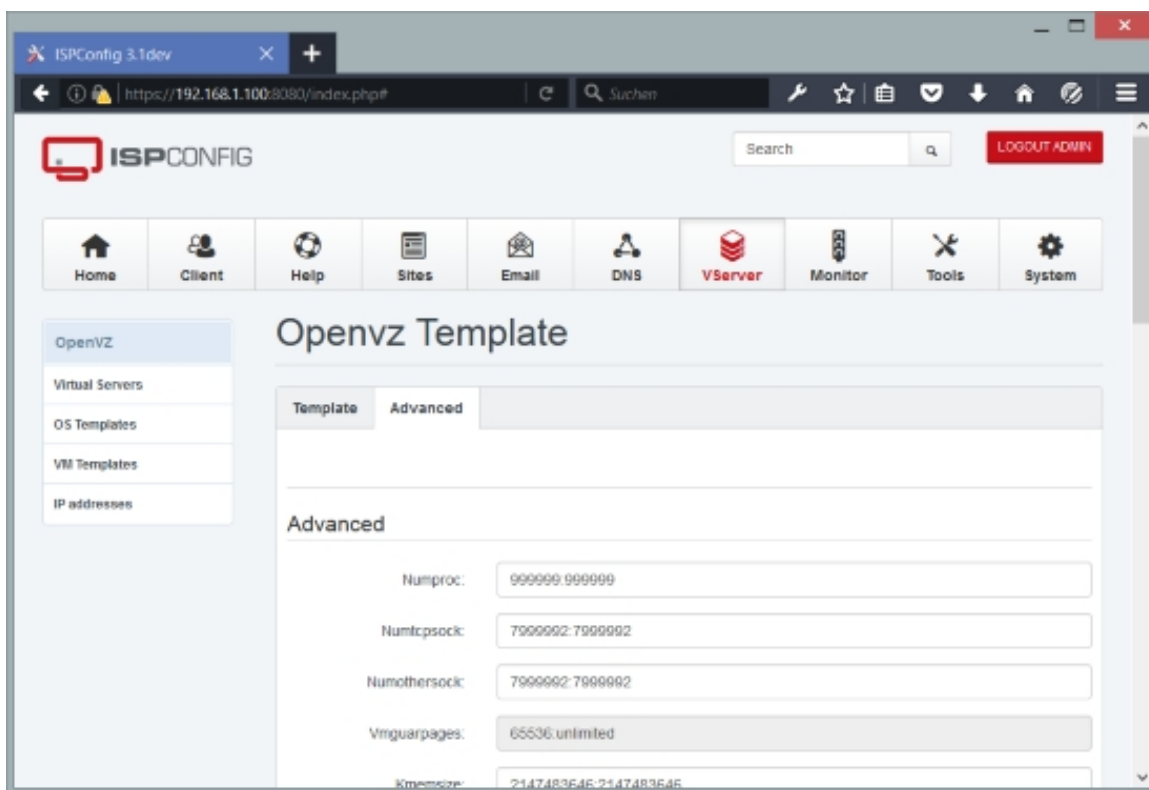 ISPConfig 3.1dev
https://192.168.1.100:8080/index.php#
Suchen
ISPCONFIG
Search
LOGOUT ADMIN
Home Client Help Sites Email DNS VServer Monitor Tools System
OpenVZ
Virtual Servers
OS Templates
VM Templates
IP addresses
Openvz Template
Template Advanced
Advanced
Numproc: 999999:999999
Numtcpsock: 7999992:7999992
Numothersock: 7999992:7999992
Vmguarpages: 65536:unlimited
Kmemsize: 2147483646:2147483646